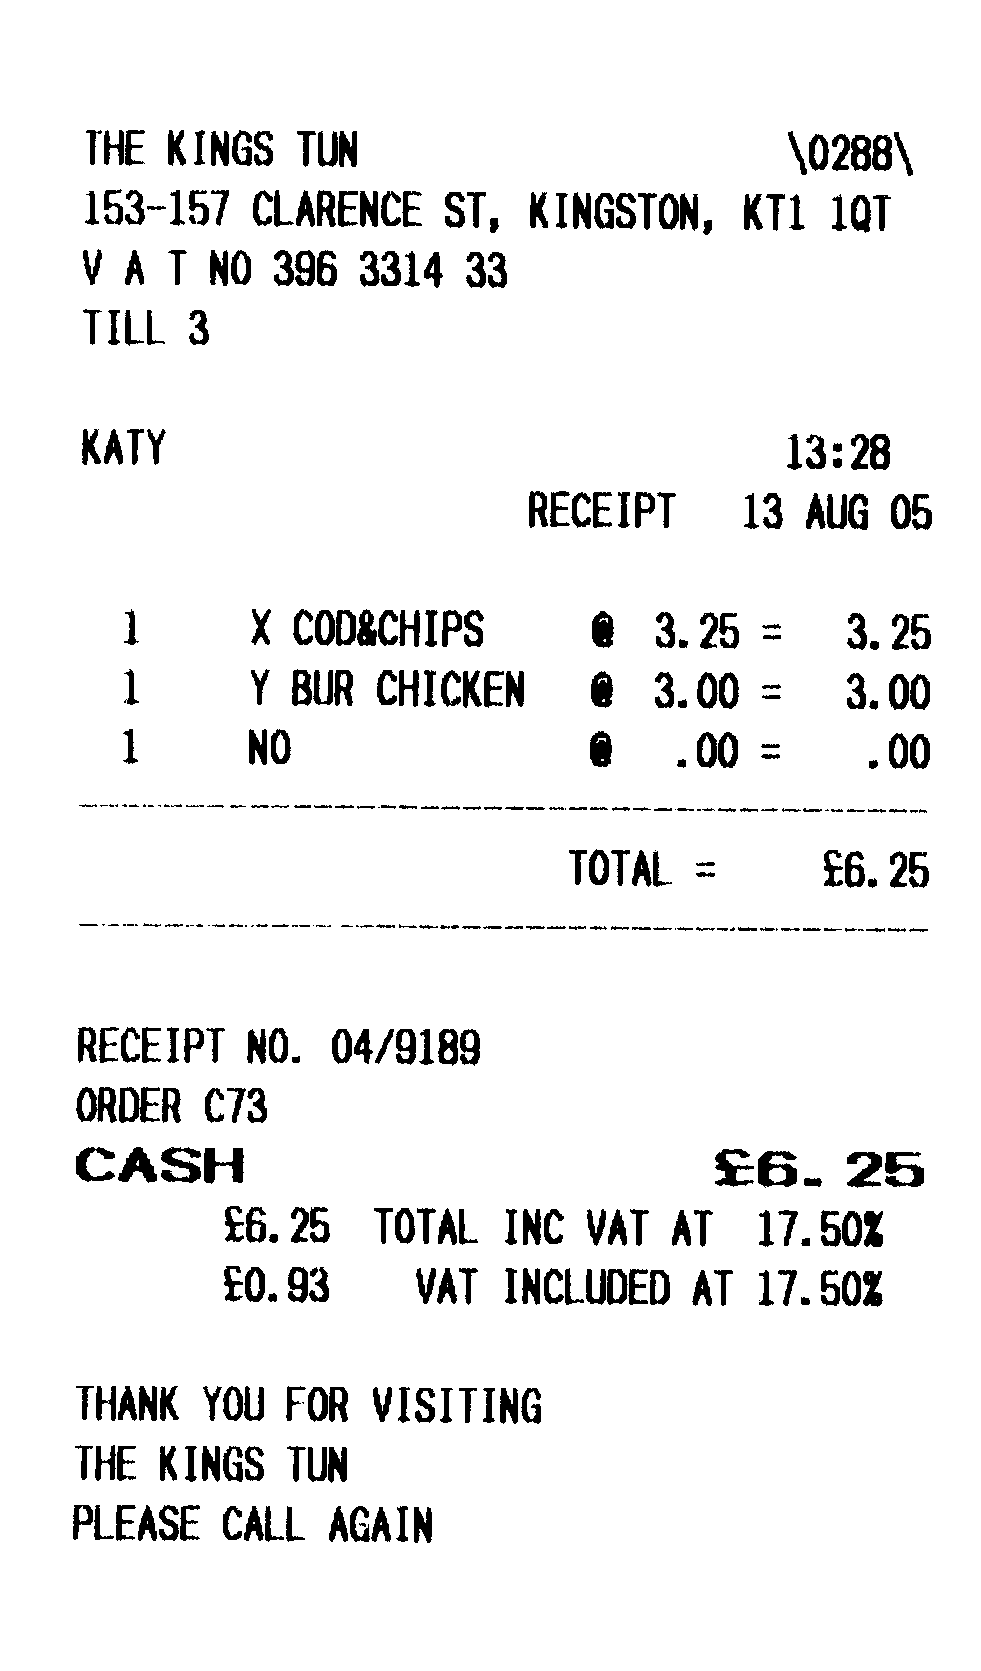 THE KINGS TUN \0288\
153-157 CLARENCE ST, KINGSTON, KT1 1QT
V A T NO 396 3314 33
TILL 3
KATY 13:28
RECEIPT 13 AUG 05
1 X COD&CHIPS @ 3.25 = 3.25
1 Y BUR CHICKEN @ 3.00 = 3.00
1 NO @ .00 = .00
TOTAL = £6.25
RECEIPT NO. 04/9189
ORDER C73
CASH £6.25
£6.25 TOTAL INC VAT AT 17.50%
£0.93 VAT INCLUDED AT 17.50%
THANK YOU FOR VISITING
THE KINGS TUN
PLEASE CALL AGAIN